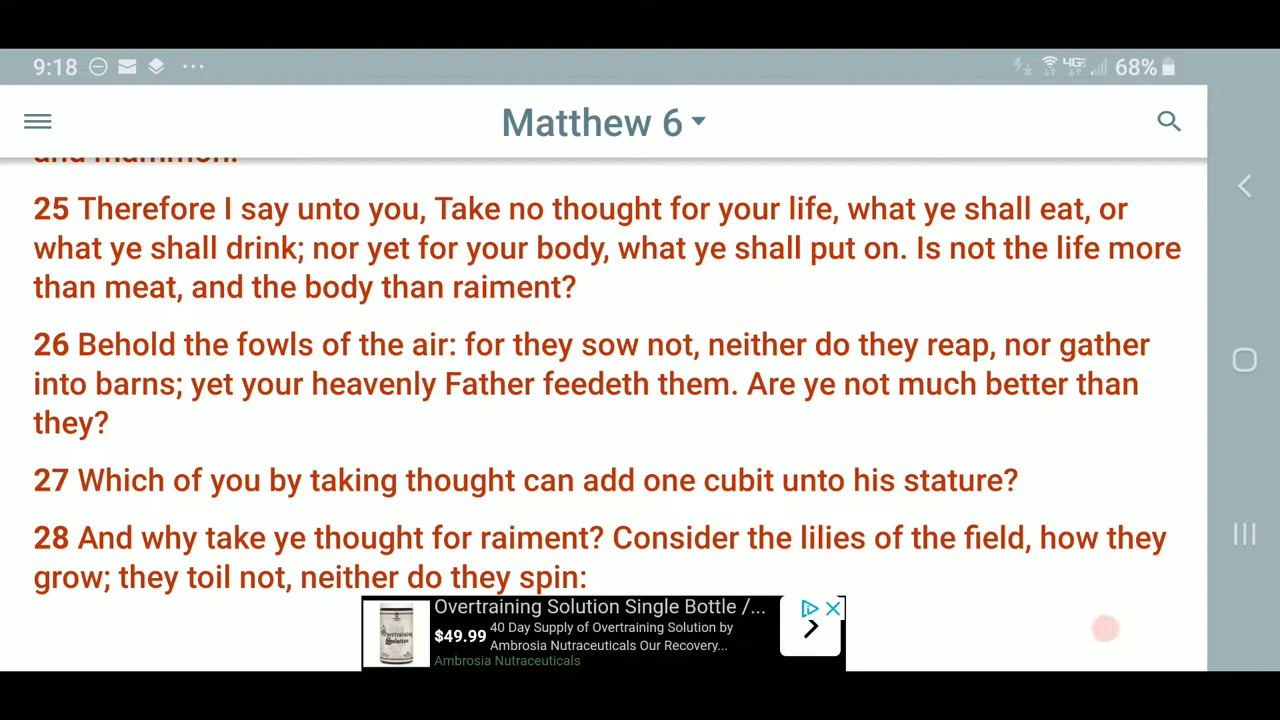 9:18
4GE 68%
Matthew 6
and mammon.
25 Therefore I say unto you, Take no thought for your life, what ye shall eat, or
what ye shall drink; nor yet for your body, what ye shall put on. Is not the life more
than meat, and the body than raiment?
26 Behold the fowls of the air: for they sow not, neither do they reap, nor gather
into barns; yet your heavenly Father feedeth them. Are ye not much better than
they?
27 Which of you by taking thought can add one cubit unto his stature?
28 And why take ye thought for raiment? Consider the lilies of the field, how they
grow; they toil not, neither do they spin:
Overtraining Solution Single Bottle /...
$49.99
40 Day Supply of Overtraining Solution by
Ambrosia Nutraceuticals Our Recovery...
Ambrosia Nutraceuticals
Overtraining
Solution